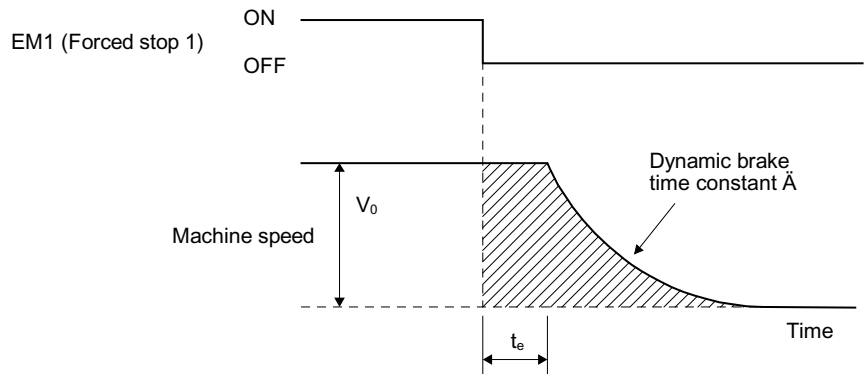 ON
EM1 (Forced stop 1)
OFF
Dynamic brake
time constant Ä
V₀
Machine speed
Time
tₑ